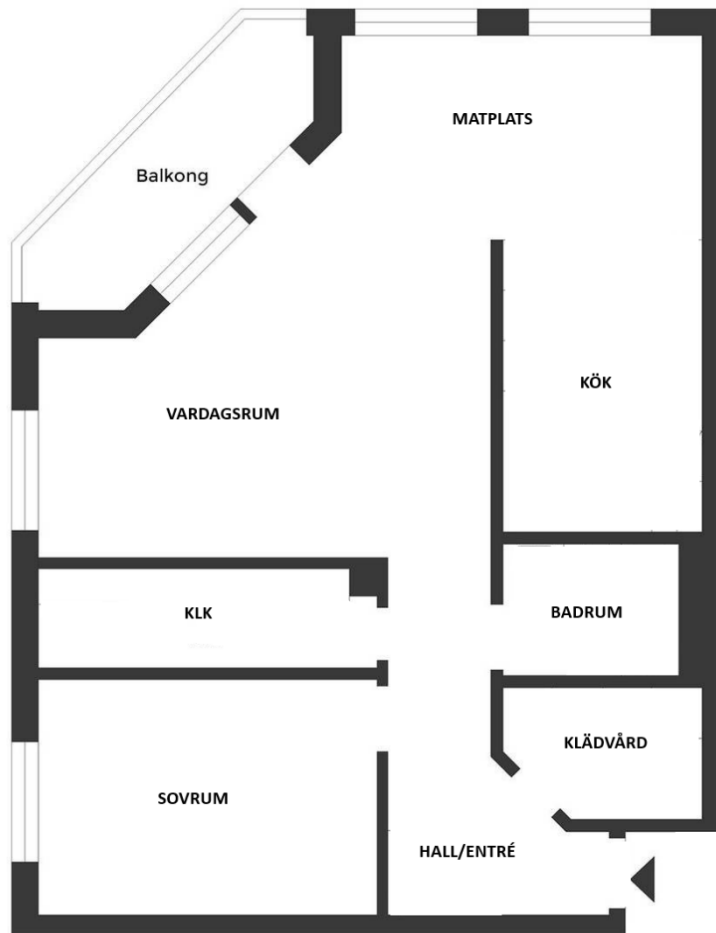 MATPLATS
Balkong
KÖK
VARDAGSRUM
KLK
BADRUM
KLÄDVÅRD
SOVRUM
HALL/ENTRÉ